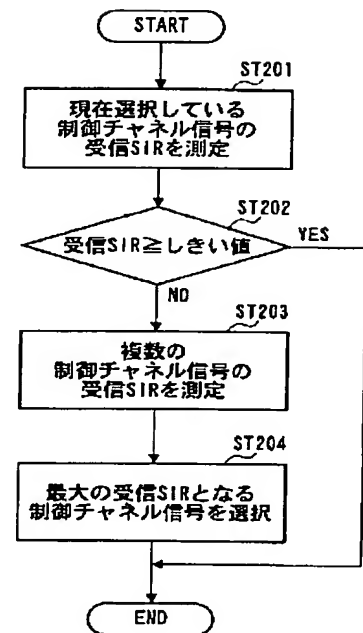 START
ST201
現在選択している
制御チャネル信号の
受信SIRを測定
ST202
受信SIR≧しきい値
YES
NO
ST203
複数の
制御チャネル信号の
受信SIRを測定
ST204
最大の受信SIRとなる
制御チャネル信号を選択
END